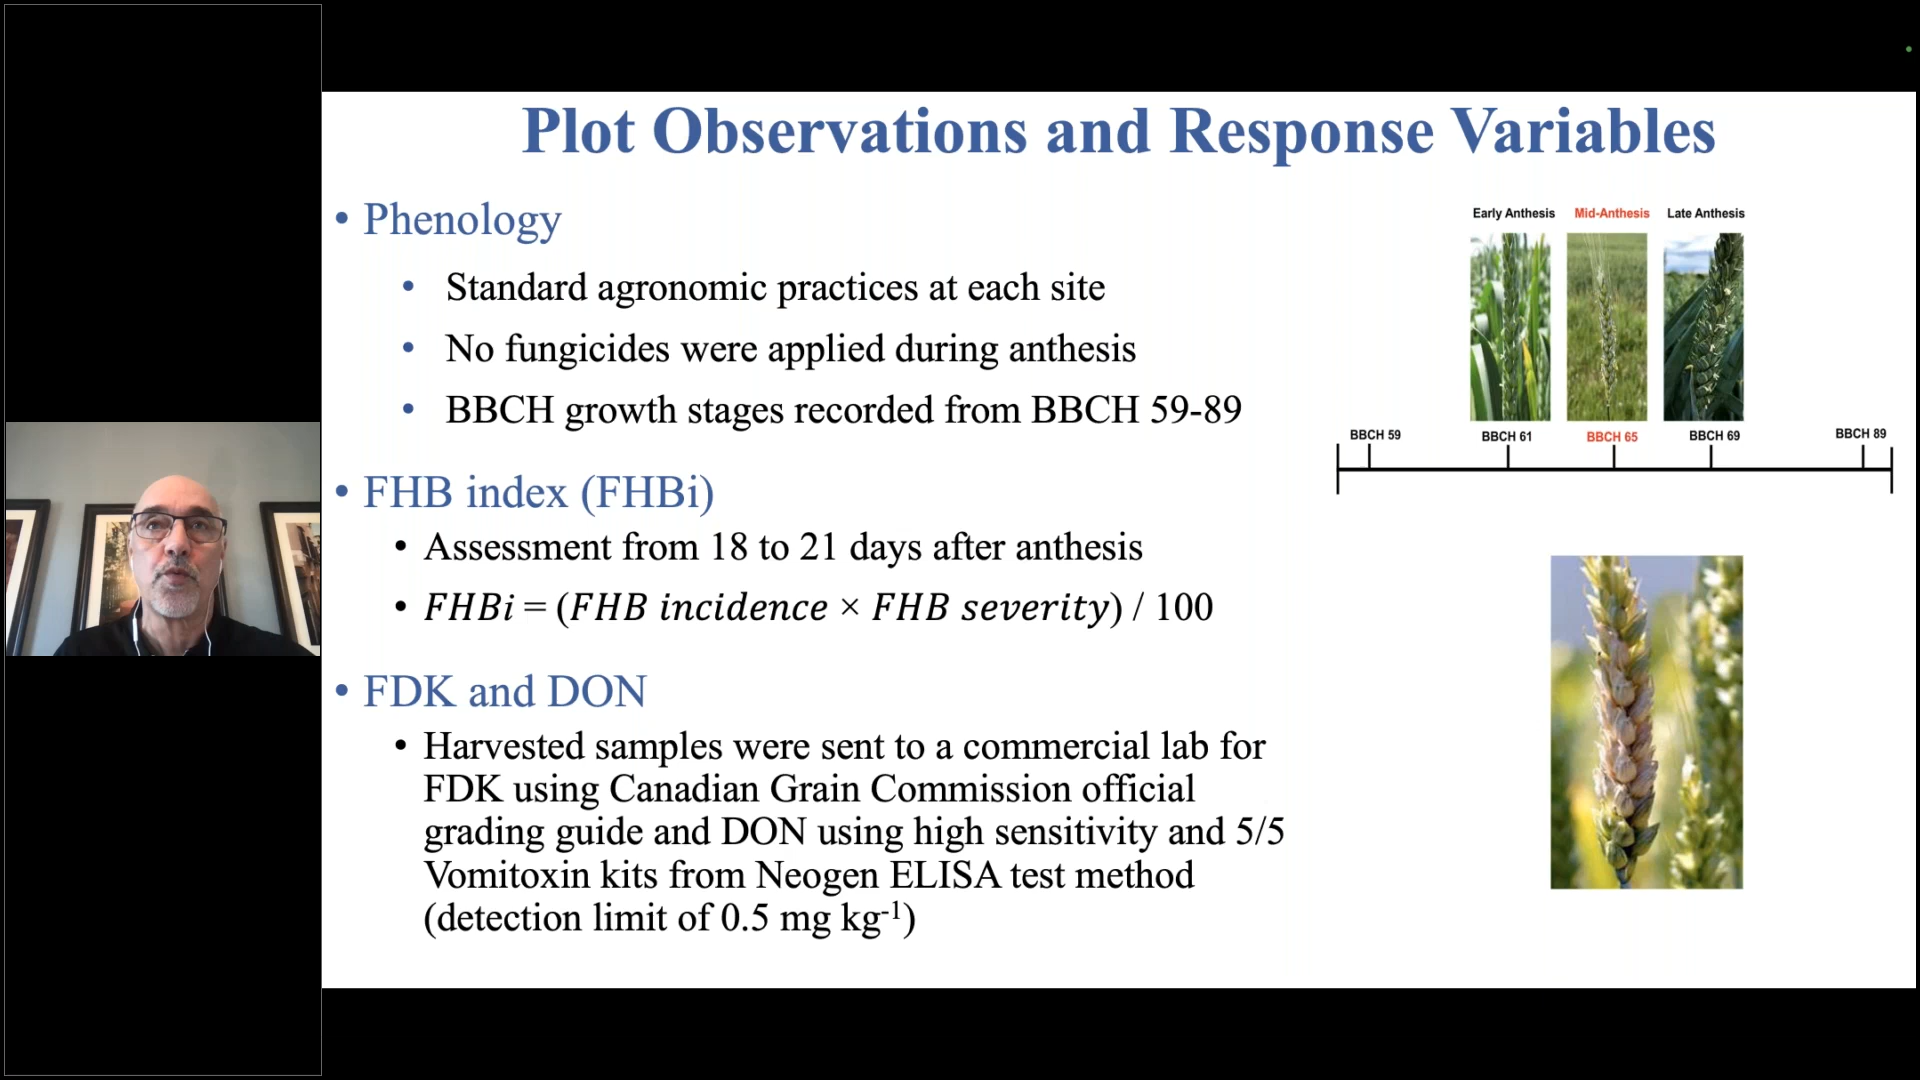 Plot Observations and Response Variables
• Phenology
• Standard agronomic practices at each site
• No fungicides were applied during anthesis
• BBCH growth stages recorded from BBCH 59-89
Early Anthesis Mid-Anthesis Late Anthesis
BBCH 59 BBCH 61 BBCH 65 BBCH 69 BBCH 89
• FHB index (FHBi)
• Assessment from 18 to 21 days after anthesis
• FHBi = (FHB incidence × FHB severity) / 100
• FDK and DON
• Harvested samples were sent to a commercial lab for
FDK using Canadian Grain Commission official
grading guide and DON using high sensitivity and 5/5
Vomitoxin kits from Neogen ELISA test method
(detection limit of 0.5 mg kg⁻¹)